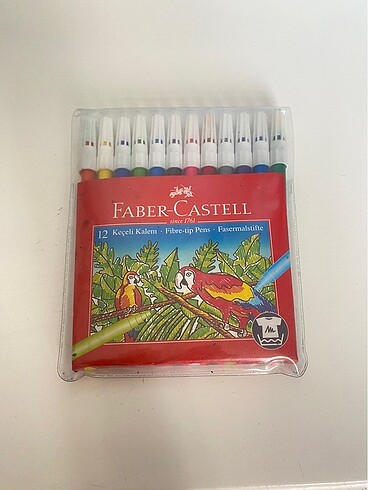 FABER-CASTELL
since 1761
12 Keçeli Kalem · Fibre-tip Pens · Fasermalstifte